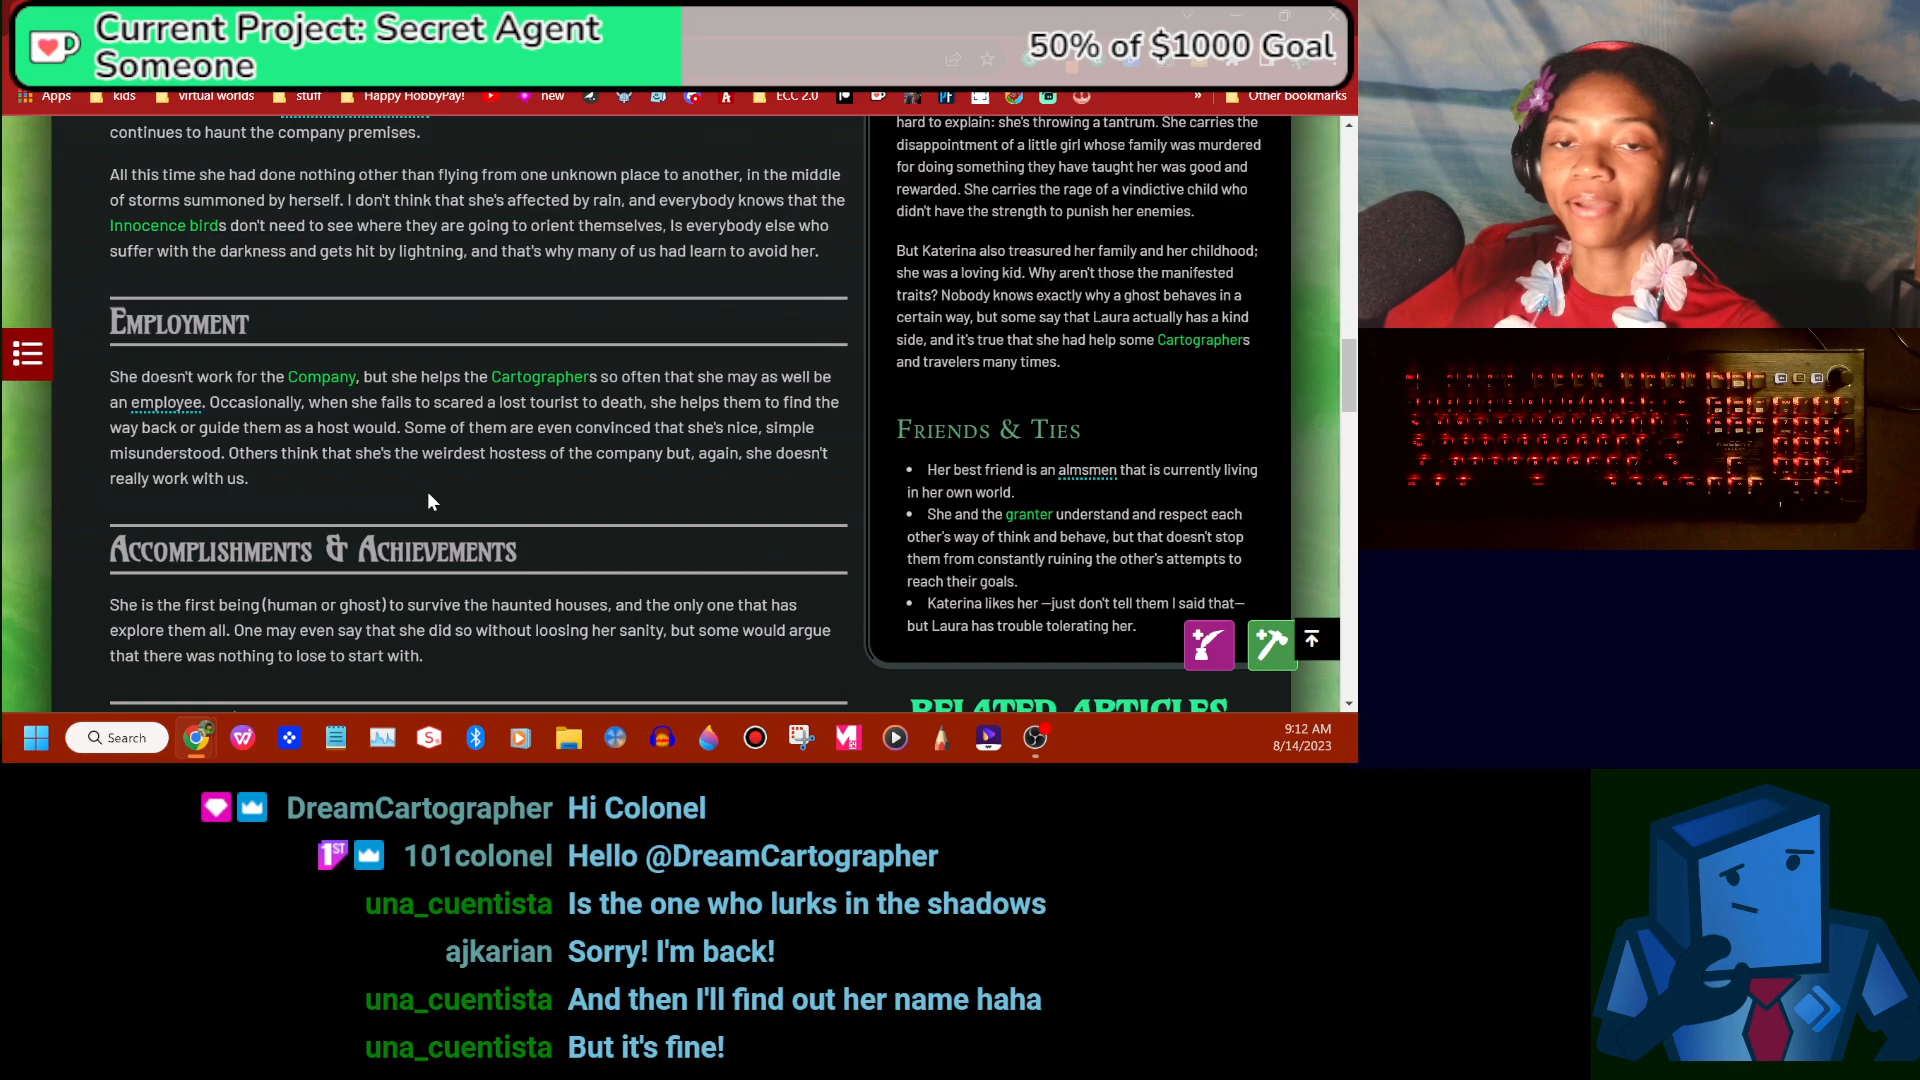 Current Project: Secret Agent
Someone
50% of $1000 Goal
Apps
kids
virtual worlds
stuff
Happy HobbyPay!
new
ECC 2.0
»
Other bookmarks
continues to haunt the company premises.
All this time she had done nothing other than flying from one unknown place to another, in the middle
of storms summoned by herself. I don't think that she's affected by rain, and everybody knows that the
Innocence birds don't need to see where they are going to orient themselves, Is everybody else who
suffer with the darkness and gets hit by lightning, and that's why many of us had learn to avoid her.
Employment
She doesn't work for the Company, but she helps the Cartographers so often that she may as well be
an employee. Occasionally, when she fails to scared a lost tourist to death, she helps them to find the
way back or guide them as a host would. Some of them are even convinced that she's nice, simple
misunderstood. Others think that she's the weirdest hostess of the company but, again, she doesn't
really work with us.
Accomplishments & Achievements
She is the first being (human or ghost) to survive the haunted houses, and the only one that has
explore them all. One may even say that she did so without loosing her sanity, but some would argue
that there was nothing to lose to start with.
hard to explain: she's throwing a tantrum. She carries the
disappointment of a little girl whose family was murdered
for doing something they have taught her was good and
rewarded. She carries the rage of a vindictive child who
didn't have the strength to punish her enemies.
But Katerina also treasured her family and her childhood;
she was a loving kid. Why aren't those the manifested
traits? Nobody knows exactly why a ghost behaves in a
certain way, but some say that Laura actually has a kind
side, and it's true that she had help some Cartographers
and travelers many times.
Friends & Ties
• Her best friend is an almsmen that is currently living
in her own world.
• She and the granter understand and respect each
other's way of think and behave, but that doesn't stop
them from constantly ruining the other's attempts to
reach their goals.
• Katerina likes her —just don't tell them I said that—
but Laura has trouble tolerating her.
RELATED ARTICLES
Search
9:12 AM
8/14/2023
DreamCartographer Hi Colonel
1ST 101colonel Hello @DreamCartographer
una_cuentista Is the one who lurks in the shadows
ajkarian Sorry! I'm back!
una_cuentista And then I'll find out her name haha
una_cuentista But it's fine!